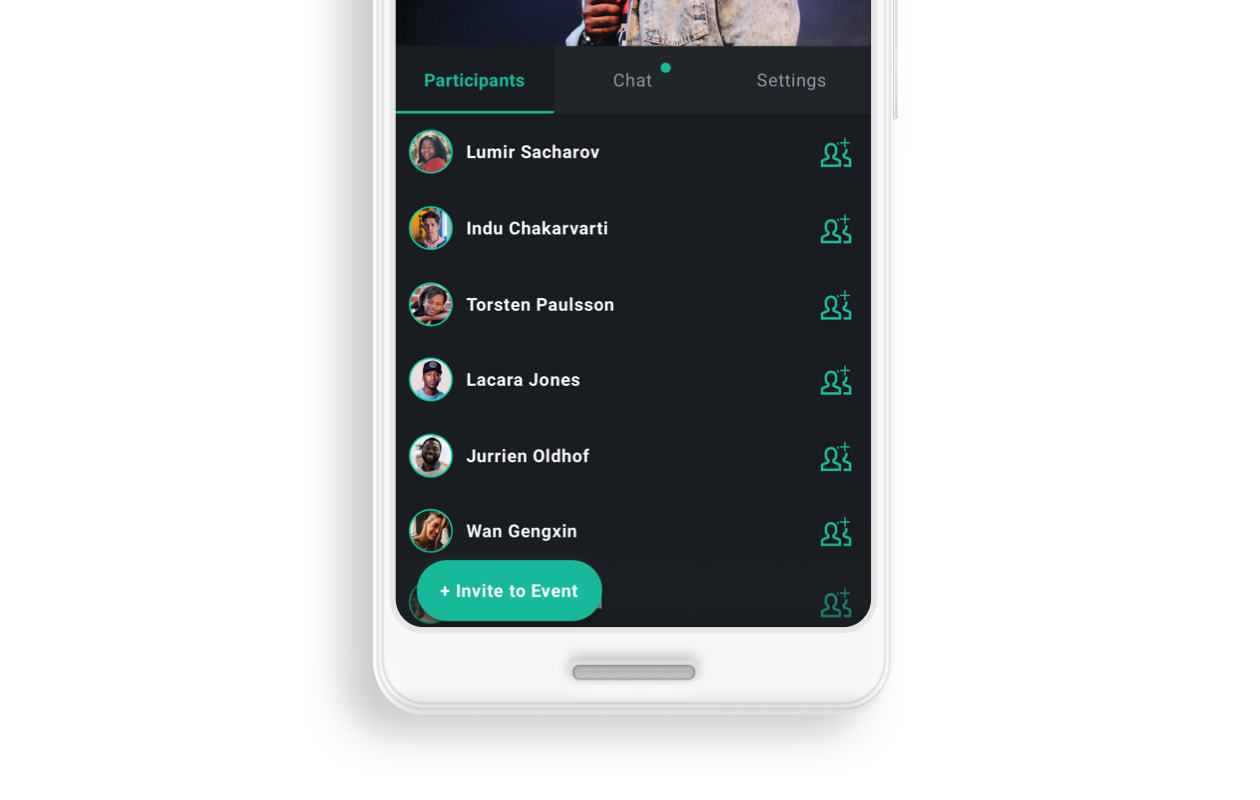 Participants Chat Settings
Lumir Sacharov
Indu Chakarvarti
Torsten Paulsson
Lacara Jones
Jurrien Oldhof
Wan Gengxin
+ Invite to Event